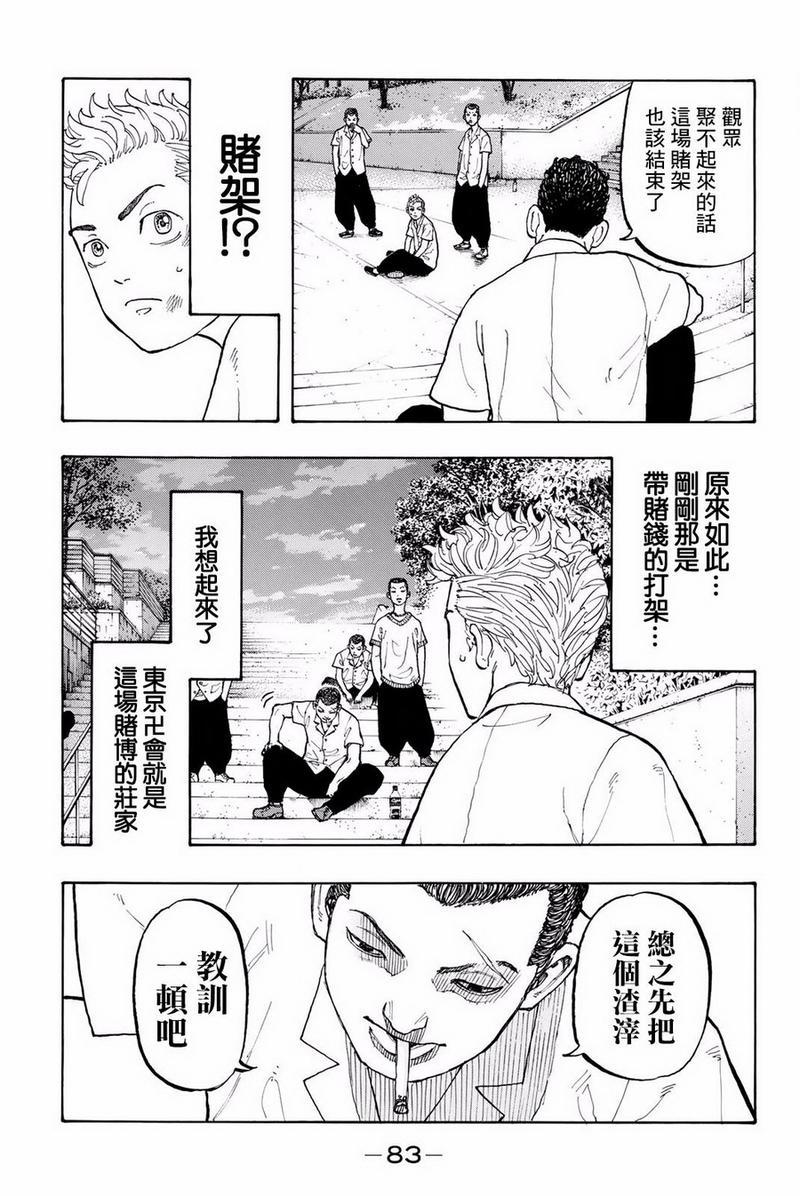 觀眾
聚不起來的話
這場賭架
也該結束了
賭架!?
原來如此…
剛剛那是
帶賭錢的打架…
我想起來了
東京卍會就是
這場賭博的莊家
總之先把
這個渣滓
教訓
一頓吧
—83—